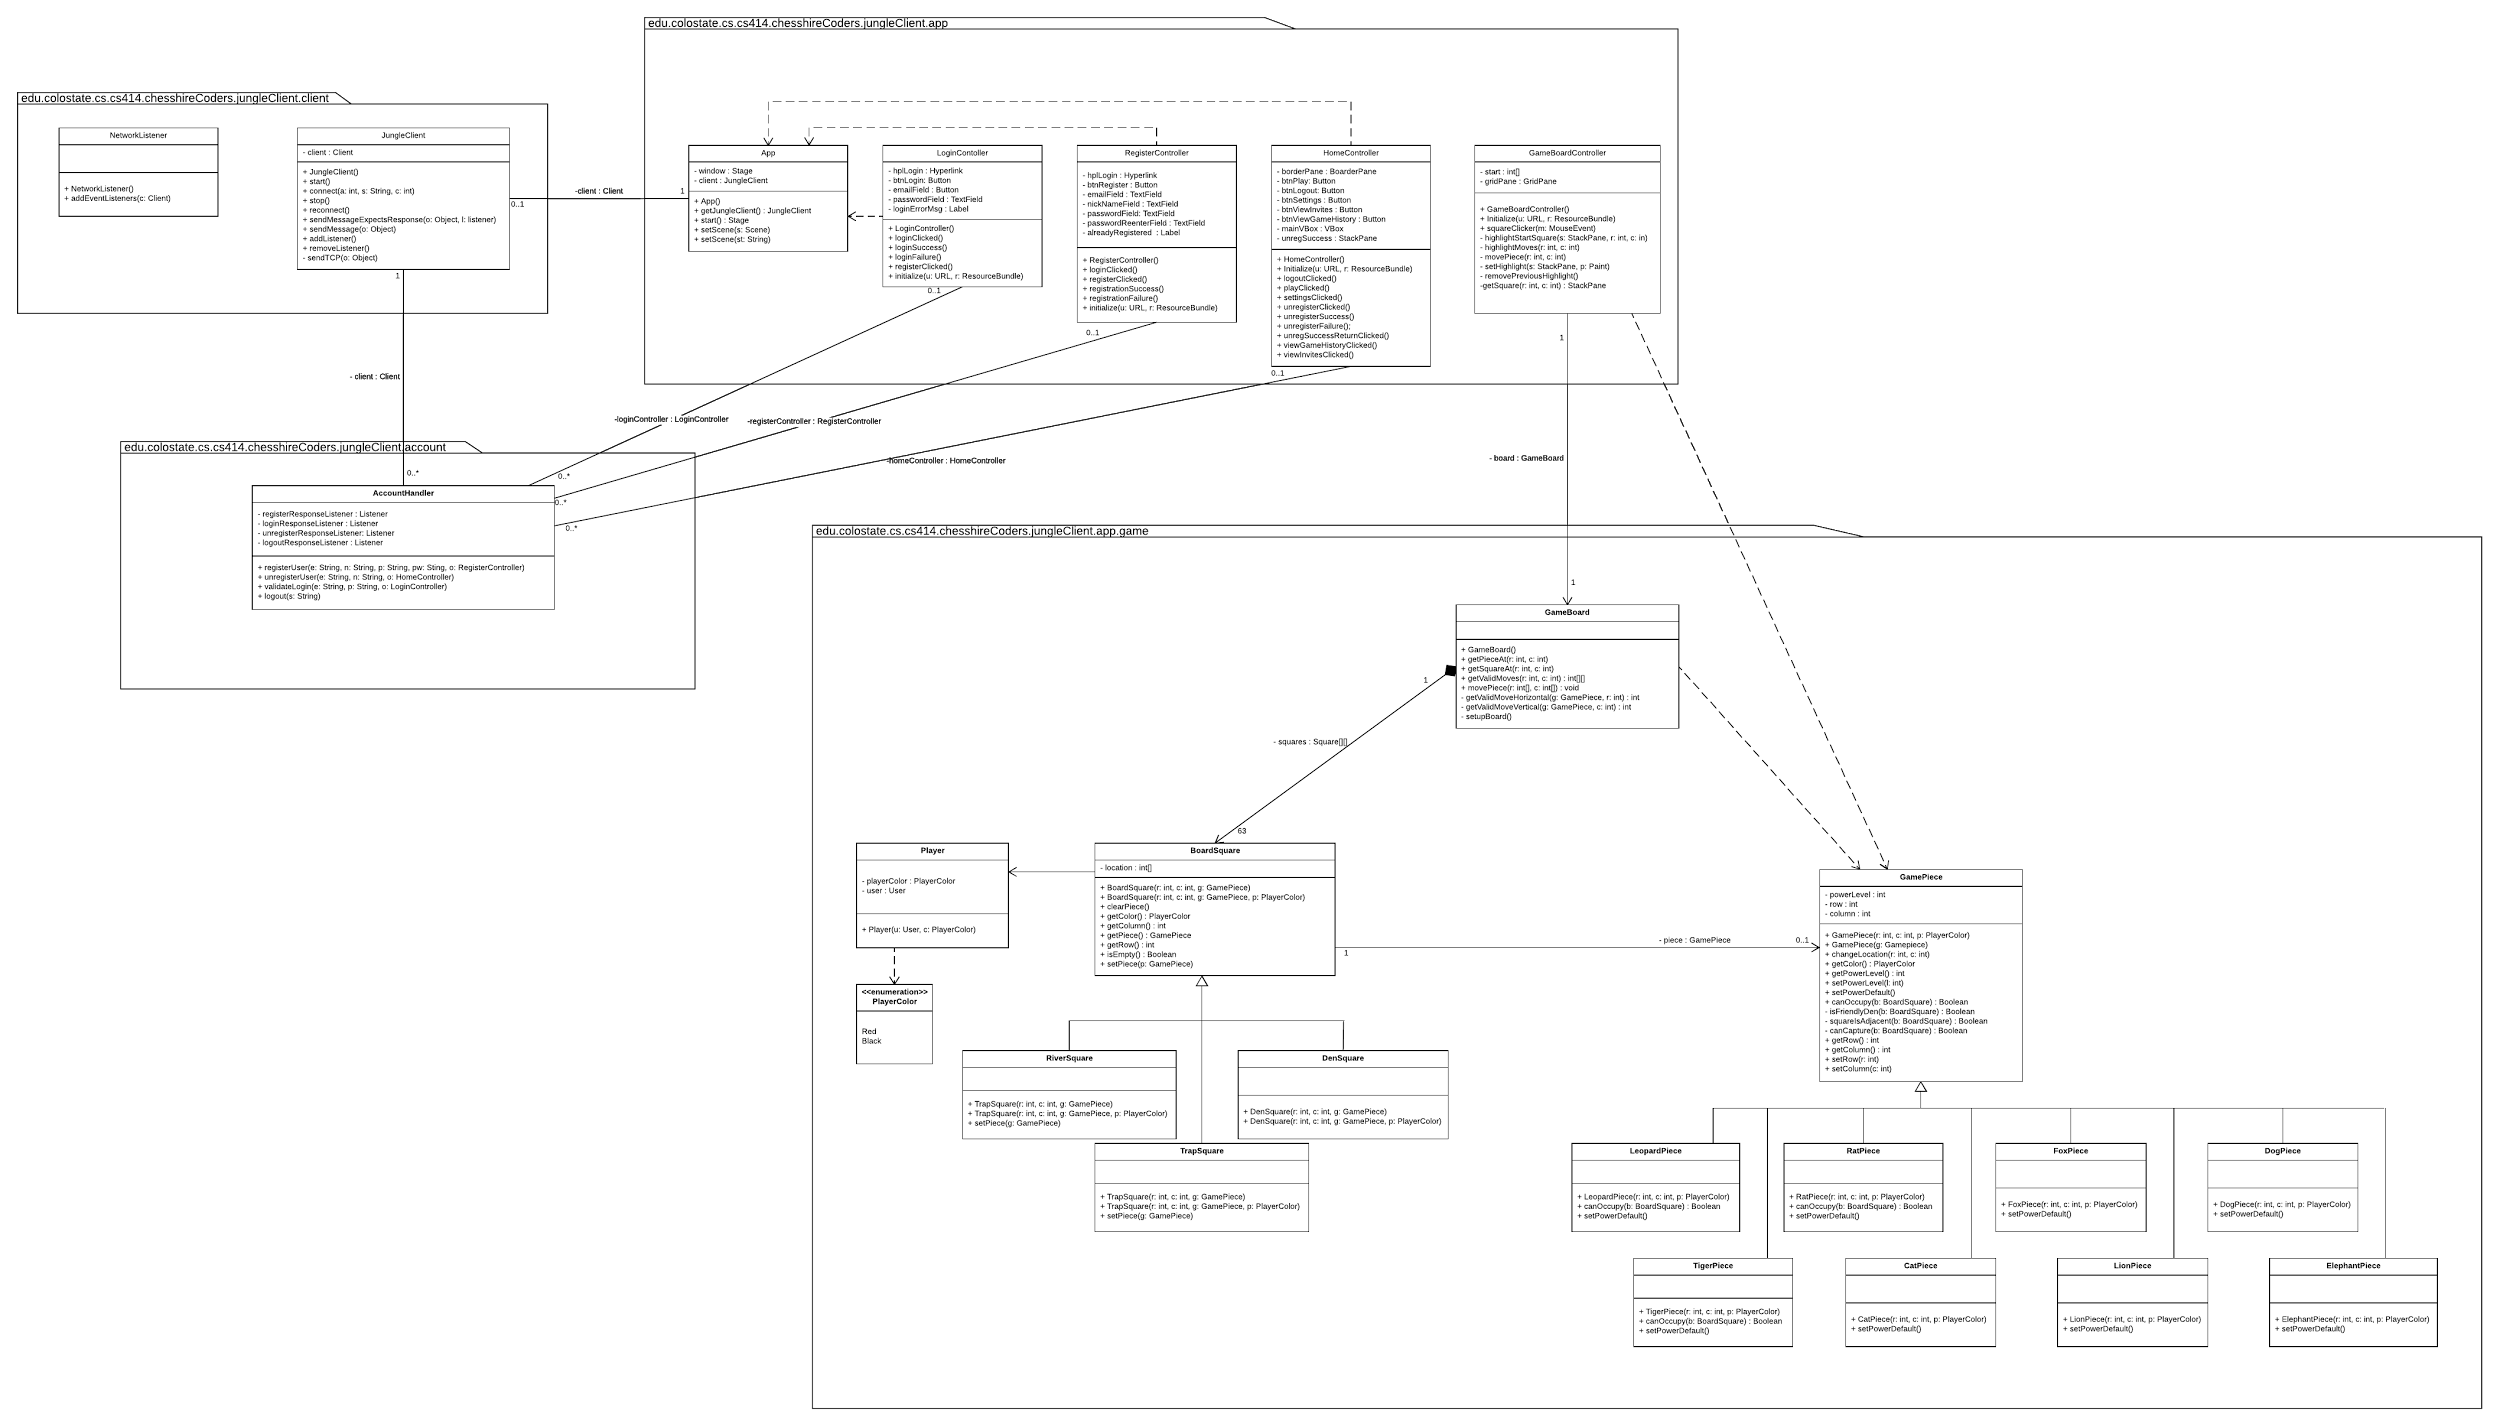 edu.colostate.cs.cs414.chesshireCoders.jungleClient.app
edu.colostate.cs.cs414.chesshireCoders.jungleClient.client
NetworkListener
+ NetworkListener()
+ addEventListeners(c: Client)
JungleClient
- client : Client
+ JungleClient()
+ start()
+ connect(a: int, s: String, c: int)
+ stop()
+ reconnect()
+ sendMessageExpectsResponse(o: Object, l: listener)
+ sendMessage(o: Object)
+ addListener()
+ removeListener()
- sendTCP(o: Object)
-client : Client
0..1
1
App
- window : Stage
- client : JungleClient
+ App()
+ getJungleClient() : JungleClient
+ start() : Stage
+ setScene(s: Scene)
+ setScene(st: String)
LoginContoller
- hplLogin : Hyperlink
- btnLogin: Button
- emailField : Button
- passwordField : TextField
- loginErrorMsg : Label
+ LoginController()
+ loginClicked()
+ loginSuccess()
+ loginFailure()
+ registerClicked()
+ initialize(u: URL, r: ResourceBundle)
0..1
RegisterController
- hplLogin : Hyperlink
- btnRegister : Button
- emailField : TextField
- nickNameField : TextField
- passwordField: TextField
- passwordReenterField : TextField
- alreadyRegistered  : Label
+ RegisterController()
+ loginClicked()
+ registerClicked()
+ registrationSuccess()
+ registrationFailure()
+ initialize(u: URL, r: ResourceBundle)
0..1
HomeController
- borderPane : BoarderPane
- btnPlay: Button
- btnLogout: Button
- btnSettings : Button
- btnViewInvites : Button
- btnViewGameHistory : Button
- mainVBox : VBox
- unregSuccess : StackPane
+ HomeController()
+ Initialize(u: URL, r: ResourceBundle)
+ logoutClicked()
+ playClicked()
+ settingsClicked()
+ unregisterClicked()
+ unregisterSuccess()
+ unregisterFailure();
+ unregSuccessReturnClicked()
+ viewGameHistoryClicked()
+ viewInvitesClicked()
0..1
GameBoardController
- start : int[]
- gridPane : GridPane
+ GameBoardController()
+ Initialize(u: URL, r: ResourceBundle)
+ squareClicker(m: MouseEvent)
- highlightStartSquare(s: StackPane, r: int, c: in)
- highlightMoves(r: int, c: int)
- movePiece(r: int, c: int)
- setHighlight(s: StackPane, p: Paint)
- removePreviousHighlight()
-getSquare(r: int, c: int) : StackPane
1
1
- client : Client
-loginController : LoginController
-registerController : RegisterController
-homeController : HomeController
- board : GameBoard
edu.colostate.cs.cs414.chesshireCoders.jungleClient.account
0..*
0..*
0..*
0..*
AccountHandler
- registerResponseListener : Listener
- loginResponseListener : Listener
- unregisterResponseListener: Listener
- logoutResponseListener : Listener
+ registerUser(e: String, n: String, p: String, pw: Sting, o: RegisterController)
+ unregisterUser(e: String, n: String, o: HomeController)
+ validateLogin(e: String, p: String, o: LoginController)
+ logout(s: String)
edu.colostate.cs.cs414.chesshireCoders.jungleClient.app.game
1
GameBoard
+ GameBoard()
+ getPieceAt(r: int, c: int)
+ getSquareAt(r: int, c: int)
+ getValidMoves(r: int, c: int) : int[][]
+ movePiece(r: int[], c: int[]) : void
- getValidMoveHorizontal(g: GamePiece, r: int) : int
- getValidMoveVertical(g: GamePiece, c: int) : int
- setupBoard()
1
- squares : Square[][]
63
Player
- playerColor : PlayerColor
- user : User
+ Player(u: User, c: PlayerColor)
<<enumeration>>
PlayerColor
Red
Black
BoardSquare
- location : int[]
+ BoardSquare(r: int, c: int, g: GamePiece)
+ BoardSquare(r: int, c: int, g: GamePiece, p: PlayerColor)
+ clearPiece()
+ getColor() : PlayerColor
+ getColumn() : int
+ getPiece() : GamePiece
+ getRow() : int
+ isEmpty() : Boolean
+ setPiece(p: GamePiece)
1
- piece : GamePiece
0..1
GamePiece
- powerLevel : int
- row : int
- column : int
+ GamePiece(r: int, c: int, p: PlayerColor)
+ GamePiece(g: Gamepiece)
+ changeLocation(r: int, c: int)
+ getColor() : PlayerColor
+ getPowerLevel() : int
+ setPowerLevel(l: int)
+ setPowerDefault()
+ canOccupy(b: BoardSquare) : Boolean
- isFriendlyDen(b: BoardSquare) : Boolean
- squareIsAdjacent(b: BoardSquare) : Boolean
- canCapture(b: BoardSquare) : Boolean
+ getRow() : int
+ getColumn() : int
+ setRow(r: int)
+ setColumn(c: int)
RiverSquare
+ TrapSquare(r: int, c: int, g: GamePiece)
+ TrapSquare(r: int, c: int, g: GamePiece, p: PlayerColor)
+ setPiece(g: GamePiece)
DenSquare
+ DenSquare(r: int, c: int, g: GamePiece)
+ DenSquare(r: int, c: int, g: GamePiece, p: PlayerColor)
TrapSquare
+ TrapSquare(r: int, c: int, g: GamePiece)
+ TrapSquare(r: int, c: int, g: GamePiece, p: PlayerColor)
+ setPiece(g: GamePiece)
LeopardPiece
+ LeopardPiece(r: int, c: int, p: PlayerColor)
+ canOccupy(b: BoardSquare) : Boolean
+ setPowerDefault()
RatPiece
+ RatPiece(r: int, c: int, p: PlayerColor)
+ canOccupy(b: BoardSquare) : Boolean
+ setPowerDefault()
FoxPiece
+ FoxPiece(r: int, c: int, p: PlayerColor)
+ setPowerDefault()
DogPiece
+ DogPiece(r: int, c: int, p: PlayerColor)
+ setPowerDefault()
TigerPiece
+ TigerPiece(r: int, c: int, p: PlayerColor)
+ canOccupy(b: BoardSquare) : Boolean
+ setPowerDefault()
CatPiece
+ CatPiece(r: int, c: int, p: PlayerColor)
+ setPowerDefault()
LionPiece
+ LionPiece(r: int, c: int, p: PlayerColor)
+ setPowerDefault()
ElephantPiece
+ ElephantPiece(r: int, c: int, p: PlayerColor)
+ setPowerDefault()